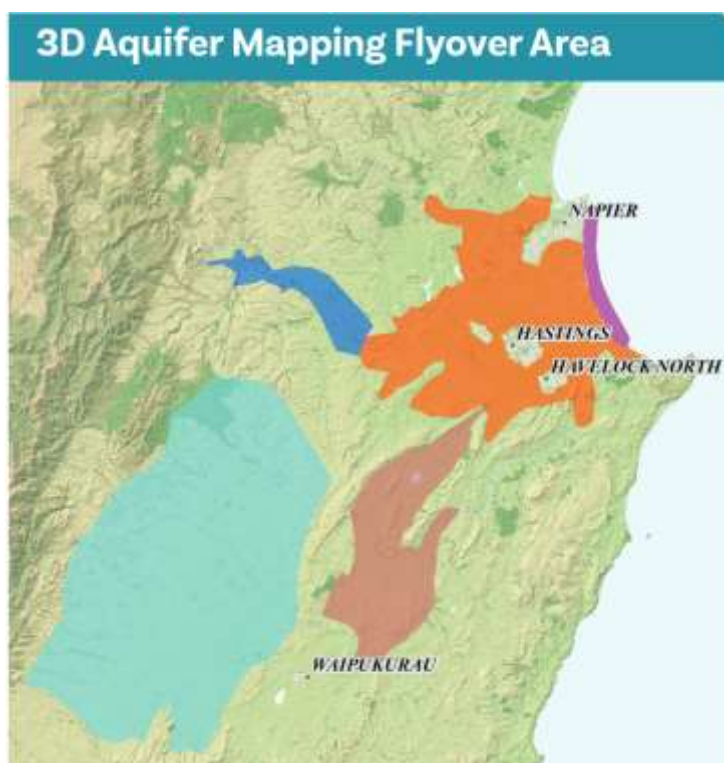 3D Aquifer Mapping Flyover Area
NAPIER
HASTINGS
HAVELOCK NORTH
WAIPUKURAU